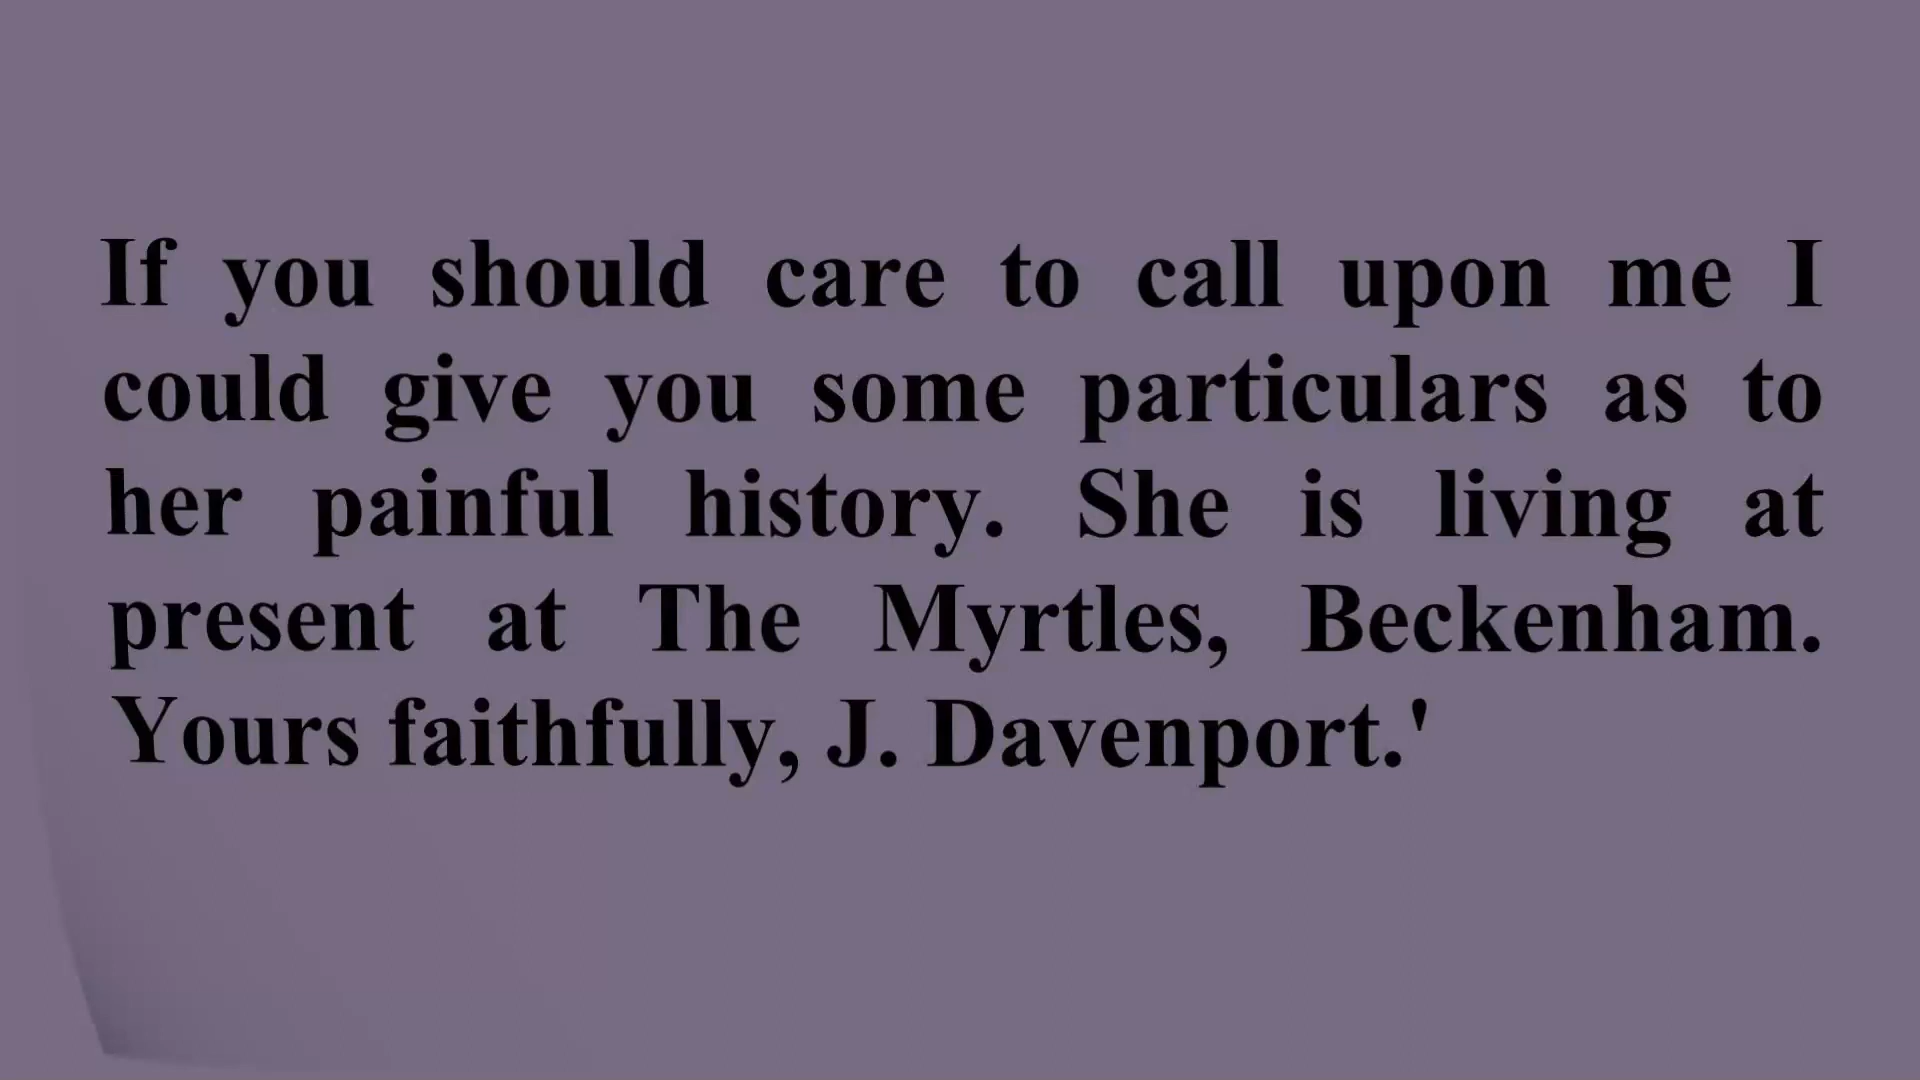 If you should care to call upon me I
could give you some particulars as to
her painful history. She is living at
present at The Myrtles, Beckenham.
Yours faithfully, J. Davenport.'